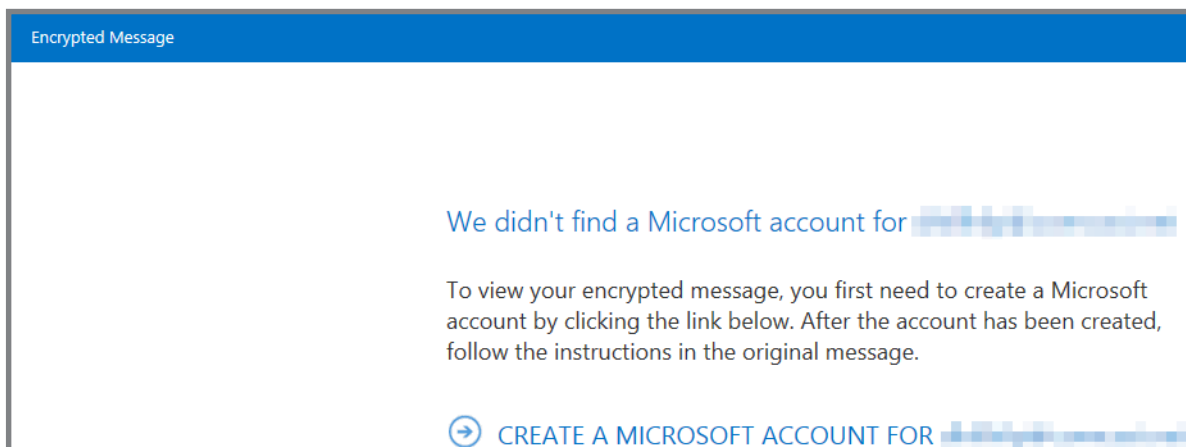 Encrypted Message
We didn't find a Microsoft account for
To view your encrypted message, you first need to create a Microsoft
account by clicking the link below. After the account has been created,
follow the instructions in the original message.
CREATE A MICROSOFT ACCOUNT FOR